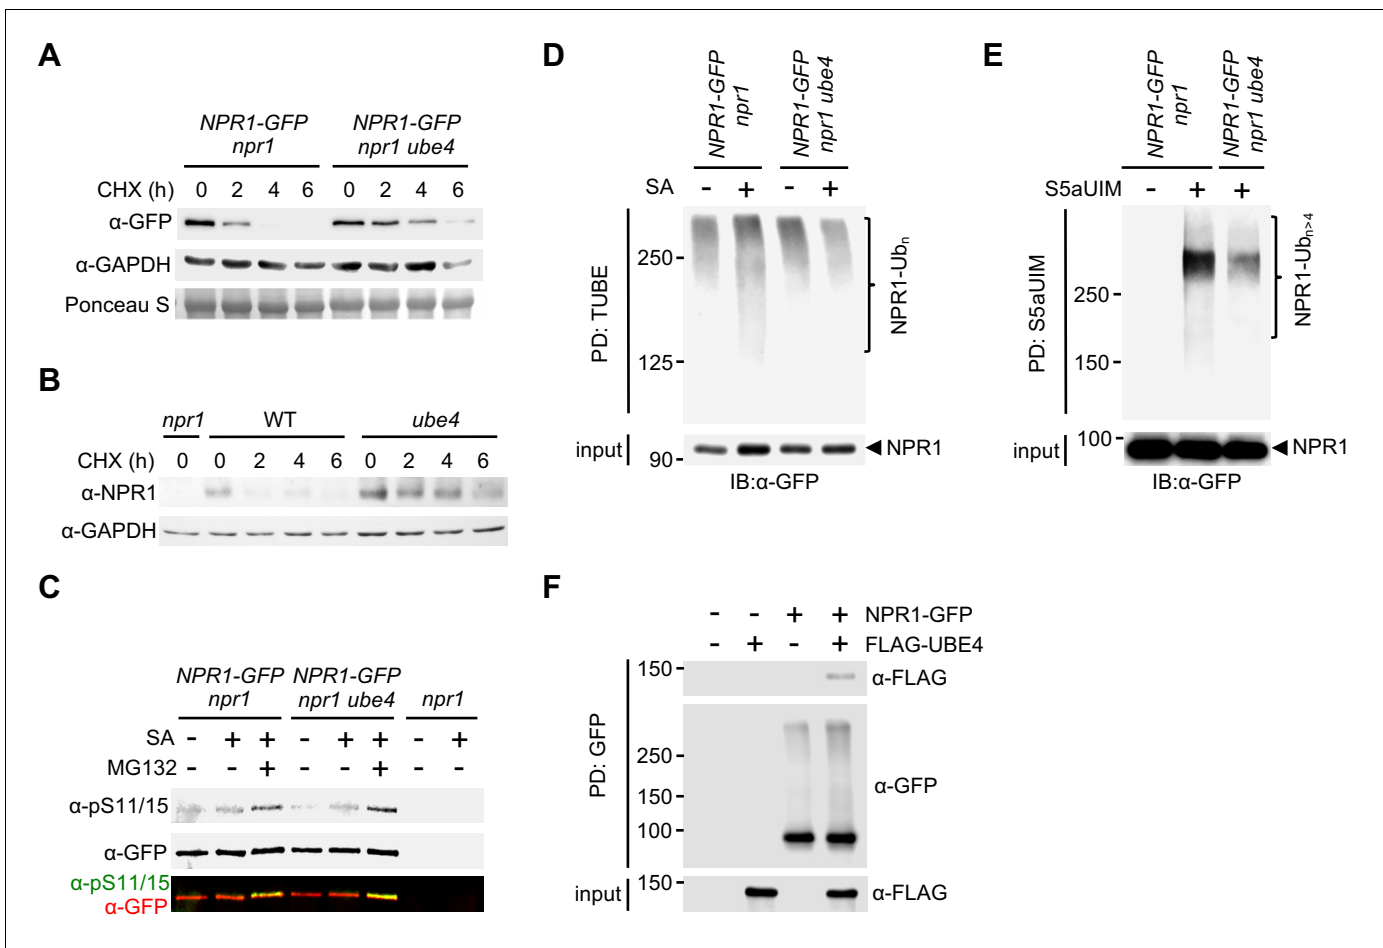 A
NPR1-GFP npr1
NPR1-GFP npr1 ube4
CHX (h) 0 2 4 6 0 2 4 6
α-GFP
α-GAPDH
Ponceau S
B
npr1 WT ube4
CHX (h) 0 0 2 4 6 0 2 4 6
α-NPR1
α-GAPDH
C
NPR1-GFP npr1
NPR1-GFP npr1 ube4
npr1
SA - + + - + + - +
MG132 - - + - - + - -
α-pS11/15
α-GFP
α-pS11/15
α-GFP
D
NPR1-GFP npr1
NPR1-GFP npr1 ube4
SA - + - +
PD: TUBE
250
125
NPR1-Ubn
input
90
NPR1
IB:α-GFP
E
NPR1-GFP npr1
NPR1-GFP npr1 ube4
S5aUIM - + +
PD: S5aUIM
250
150
NPR1-Ubn>4
input
100
NPR1
IB:α-GFP
F
- - + + NPR1-GFP
- + - + FLAG-UBE4
PD: GFP
150
α-FLAG
250
150
100
α-GFP
input
150
α-FLAG